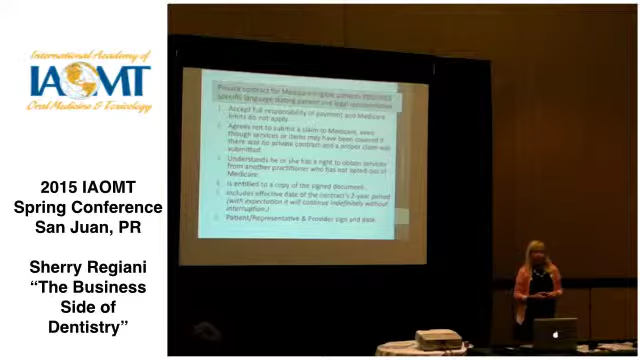 International Academy of
IAOMT
Oral Medicine & Toxicology
2015 IAOMT
Spring Conference
San Juan, PR
Sherry Regiani
“The Business
Side of
Dentistry”
Private contract for Medicare eligible patients
specific language stating patient and legal representative
1. Accept full responsibility of payment and Medicare
limits do not apply.
2. Agrees not to submit a claim to Medicare, even
though services or items may have been covered if
there was no private contract and a proper claim was
submitted.
3. Understands he or she has a right to obtain services
from another practitioner who has not opted out of
Medicare.
4. is entitled to a copy of the signed document.
5. Includes effective date of the contract's 2-year period
(with expectation it will continue indefinitely without
interruption.)
6. Patient/Representative & Provider sign and date.